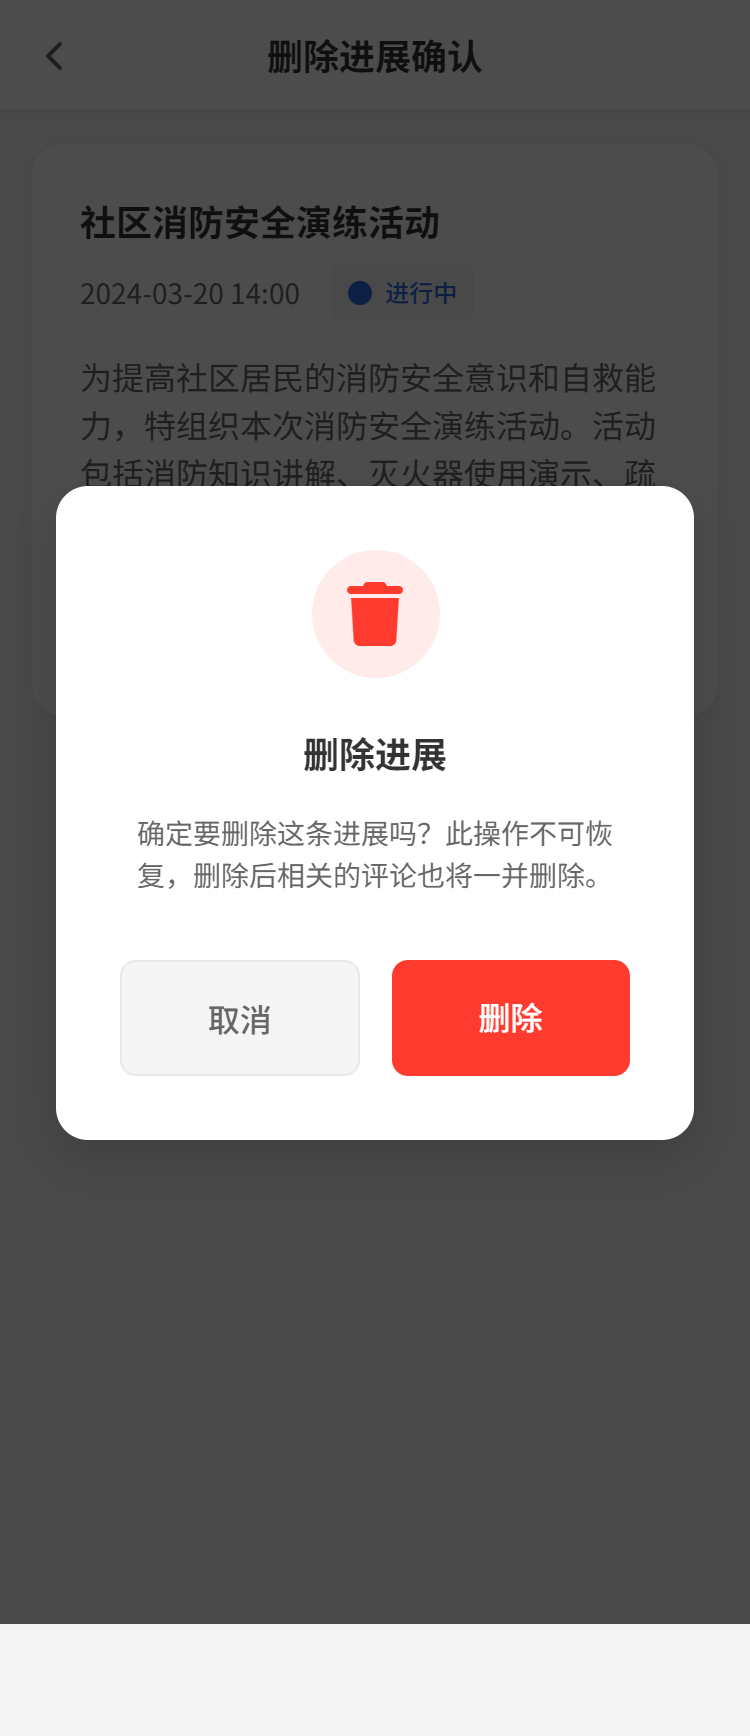 删除进展确认
社区消防安全演练活动
2024-03-20 14:00
进行中
为提高社区居民的消防安全意识和自救能
力，特组织本次消防安全演练活动。活动
包括消防知识讲解、灭火器使用演示、疏
删除进展
确定要删除这条进展吗？此操作不可恢
复，删除后相关的评论也将一并删除。
取消
删除